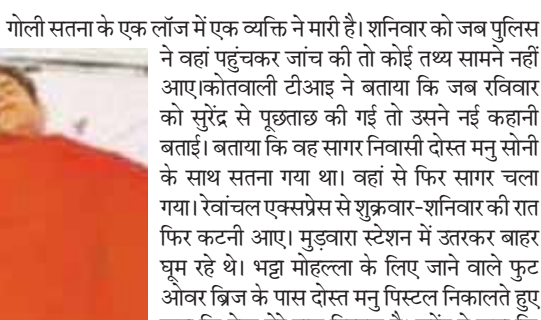 गोली सतना के एक लॉज में एक व्यक्ति ने मारी है। शनिवार को जब पुलिस
ने वहां पहुंचकर जांच की तो कोई तथ्य सामने नहीं
आए।कोतवाली टीआइ ने बताया कि जब रविवार
को सुरेंद्र से पूछताछ की गई तो उसने नई कहानी
बताई। बताया कि वह सागर निवासी दोस्त मनु सोनी
के साथ सतना गया था। वहां से फिर सागर चला
गया। रेवांचल एक्सप्रेस से शुक्रवार-शनिवार की रात
फिर कटनी आए। मुड़वारा स्टेशन में उतरकर बाहर
घूम रहे थे। भट्टा मोहल्ला के लिए जाने वाले फुट
ओवर ब्रिज के पास दोस्त मनु पिस्टल निकालते हुए